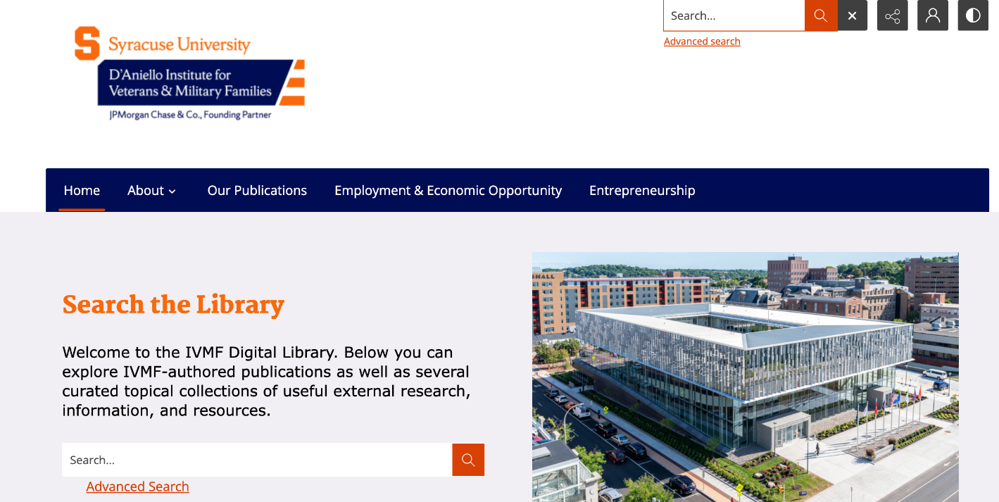 Search...
Advanced search
S
Syracuse University
D'Aniello Institute for
Veterans & Military Families
JPMorgan Chase & Co., Founding Partner
Home About Our Publications Employment & Economic Opportunity Entrepreneurship
Search the Library
Welcome to the IVMF Digital Library. Below you can
explore IVMF-authored publications as well as several
curated topical collections of useful external research,
information, and resources.
Search...
Advanced Search
HALL